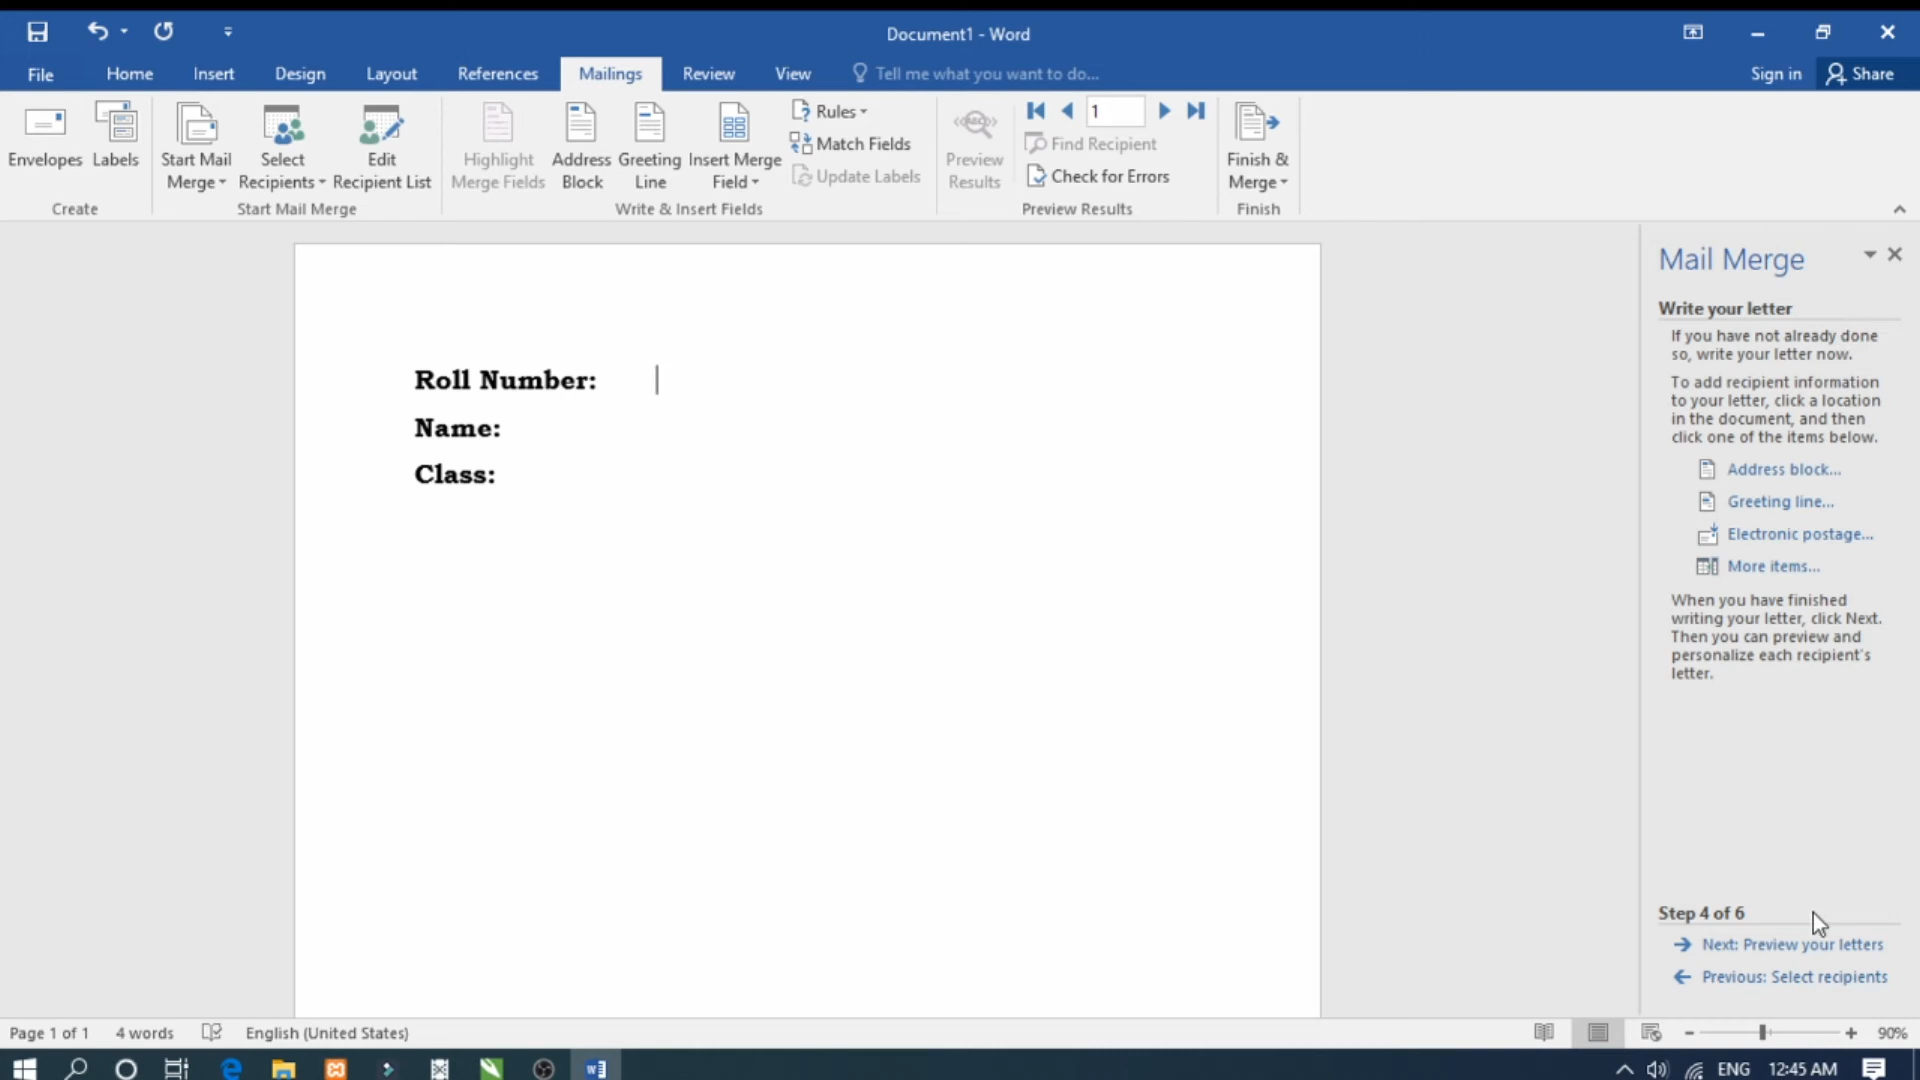 Document1 - Word
File Home Insert Design Layout References Mailings Review View Tell me what you want to do... Sign in Share
Envelopes
Labels
Start Mail
Merge
Select
Recipients
Edit
Recipient List
Highlight
Merge Fields
Address
Block
Greeting
Line
Insert Merge
Field
Rules
Match Fields
Update Labels
Preview
Results
ABC
1
Find Recipient
Check for Errors
Finish &
Merge
Create
Start Mail Merge
Write & Insert Fields
Preview Results
Finish
Roll Number:
Name:
Class:
Mail Merge
Write your letter
If you have not already done
so, write your letter now.
To add recipient information
to your letter, click a location
in the document, and then
click one of the items below.
Address block...
Greeting line...
Electronic postage...
More items...
When you have finished
writing your letter, click Next.
Then you can preview and
personalize each recipient's
letter.
Step 4 of 6
Next: Preview your letters
Previous: Select recipients
Page 1 of 1 4 words English (United States) 90%
ENG 12:45 AM